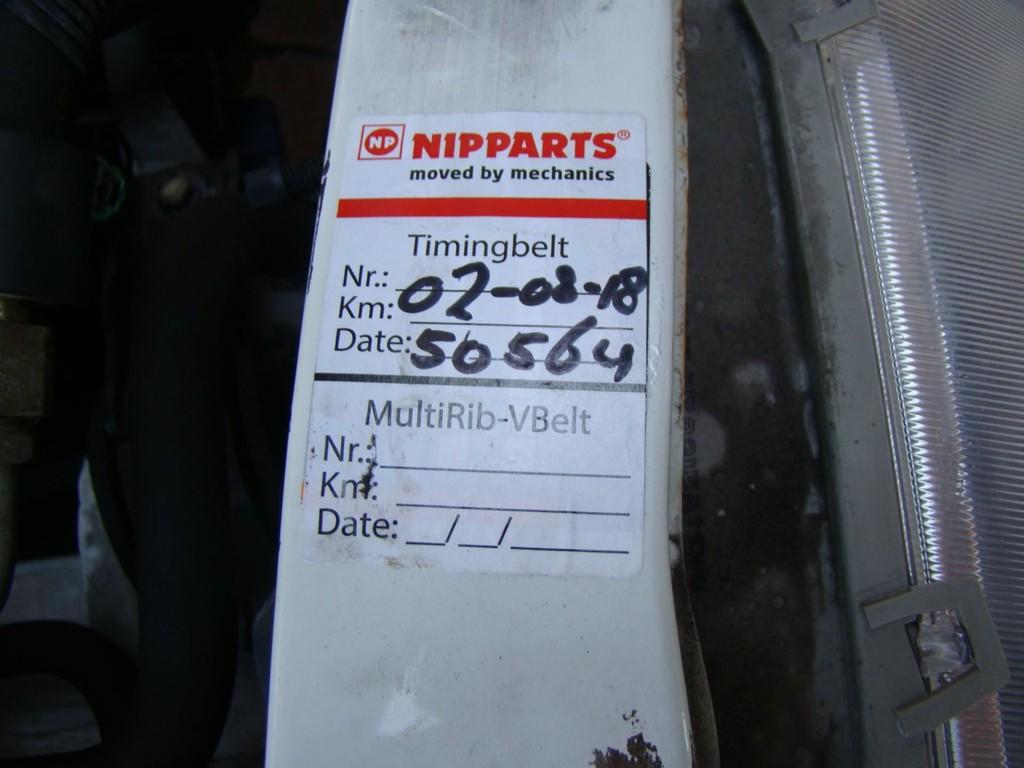 NP NIPPARTS®
moved by mechanics
Timingbelt
Nr.:
Km: 02-08-18
Date: 50564
MultiRib-VBelt
Nr.:
Km:
Date: __/__/____